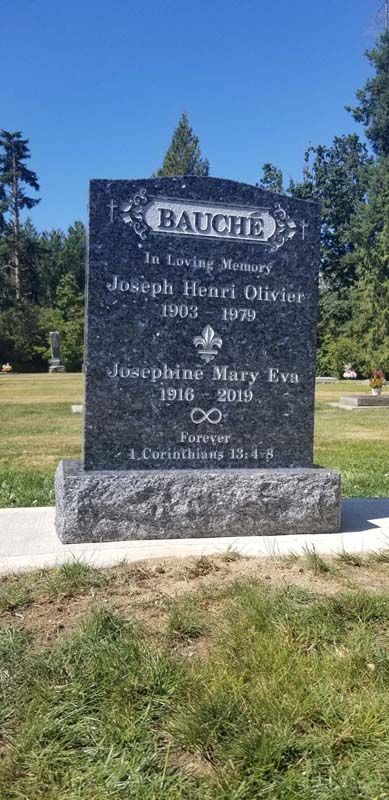 BAUCHÉ
In Loving Memory
Joseph Henri Olivier
1903 1979
Josephine Mary Eva
1916 - 2019
Forever
1 Corinthians 13:4-8